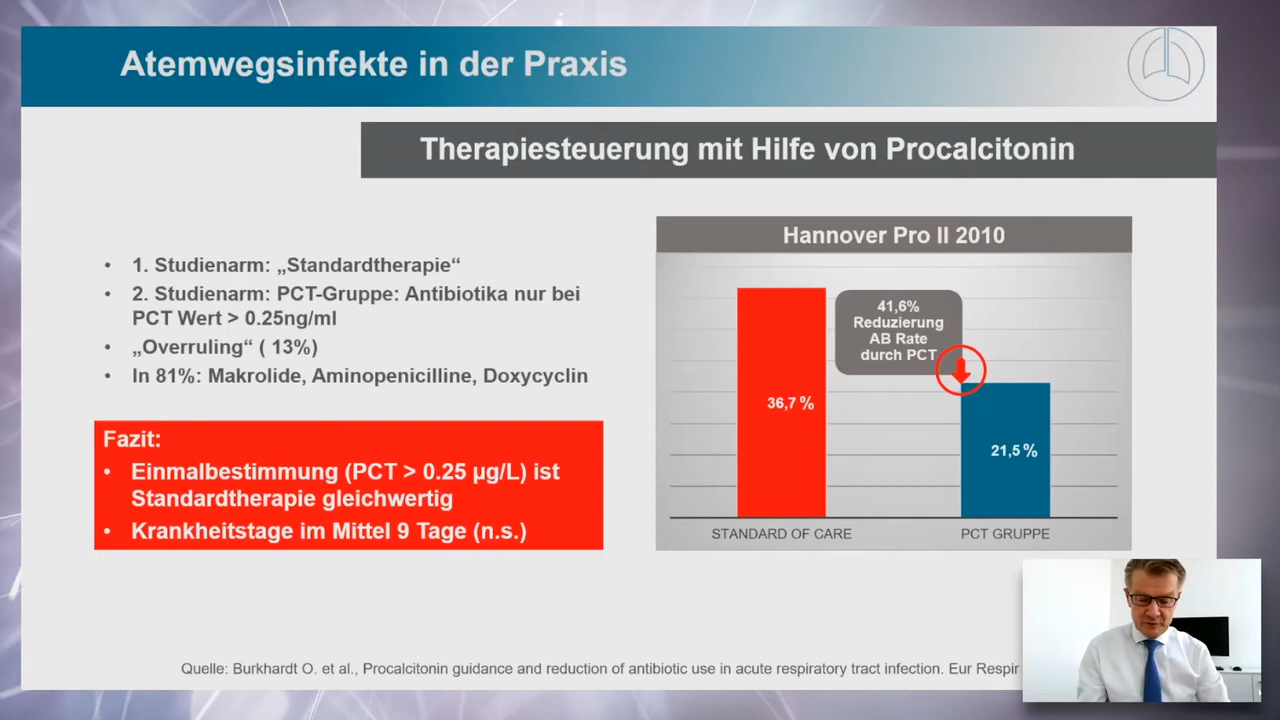 Atemwegsinfekte in der Praxis
Therapiesteuerung mit Hilfe von Procalcitonin
• 1. Studienarm: „Standardtherapie“
• 2. Studienarm: PCT-Gruppe: Antibiotika nur bei
PCT Wert > 0.25ng/ml
• „Overruling“ ( 13%)
• In 81%: Makrolide, Aminopenicilline, Doxycyclin
Fazit:
• Einmalbestimmung (PCT > 0.25 µg/L) ist
Standardtherapie gleichwertig
• Krankheitstage im Mittel 9 Tage (n.s.)
Hannover Pro II 2010
41,6%
Reduzierung
AB Rate
durch PCT
36,7 %
21,5 %
STANDARD OF CARE
PCT GRUPPE
Quelle: Burkhardt O. et al., Procalcitonin guidance and reduction of antibiotic use in acute respiratory tract infection. Eur Respir